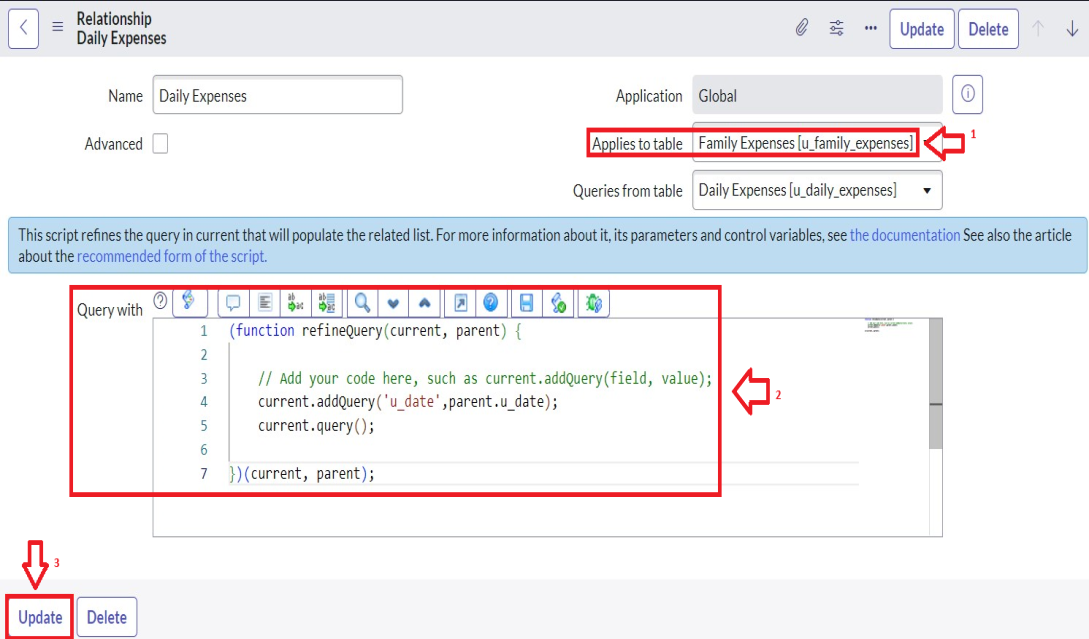 Relationship
Daily Expenses
Update
Delete
Name
Daily Expenses
Application
Global
Advanced
Applies to table
Family Expenses [u_family_expenses]
1
Queries from table
Daily Expenses [u_daily_expenses]
This script refines the query in current that will populate the related list. For more information about it, its parameters and control variables, see the documentation See also the article
about the recommended form of the script.
Query with
1 (function refineQuery(current, parent) {
2
3 // Add your code here, such as current.addQuery(field, value);
4 current.addQuery('u_date',parent.u_date);
5 current.query();
6
7 })(current, parent);
2
3
Update
Delete